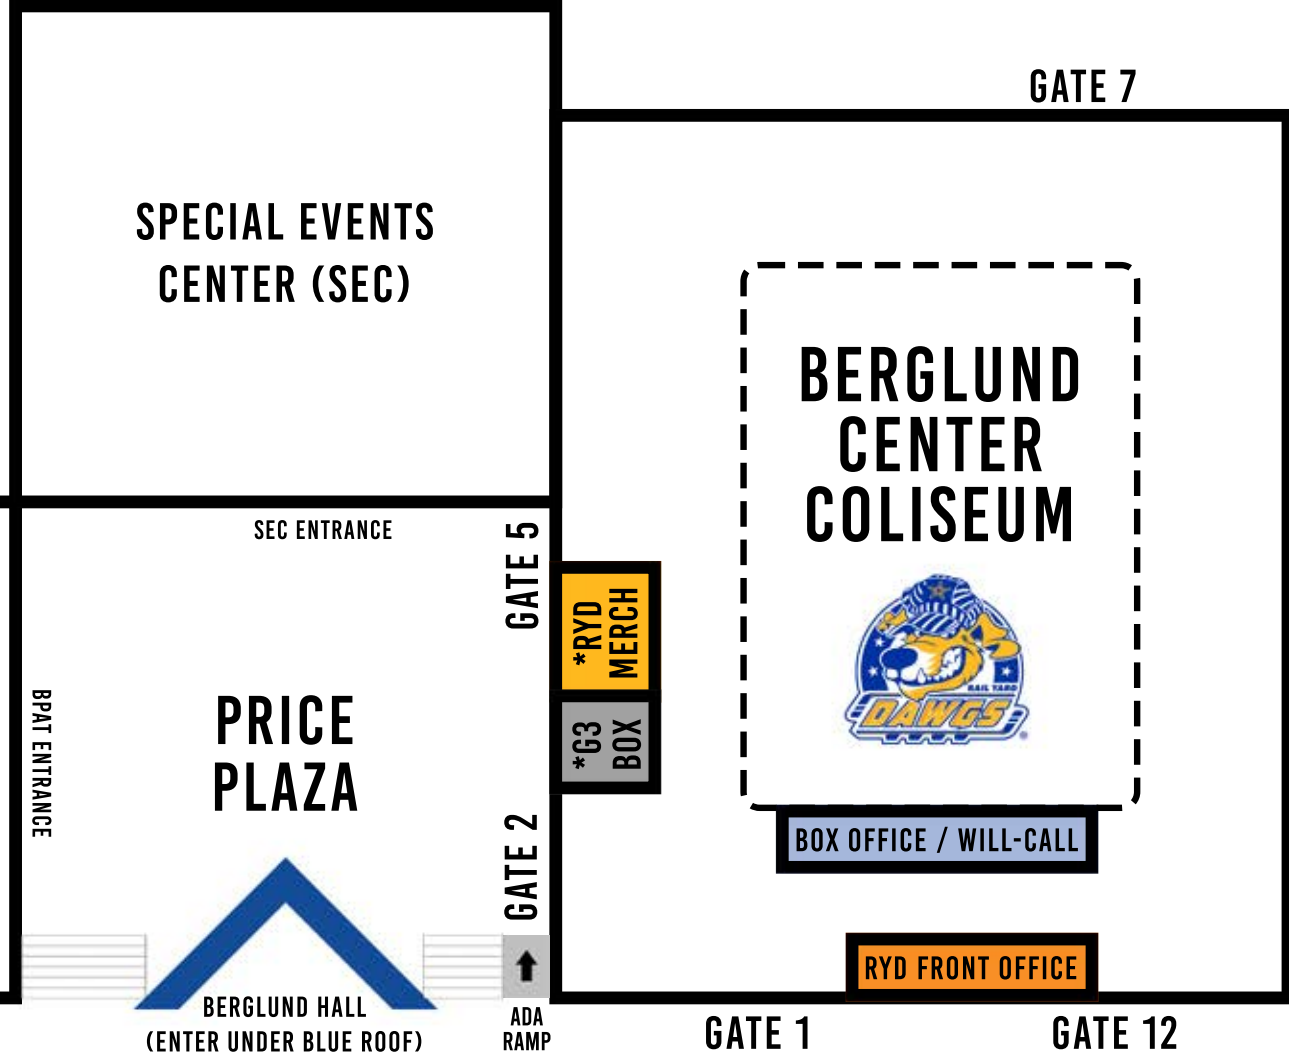 GATE 7
SPECIAL EVENTS
CENTER (SEC)
BERGLUND
CENTER
COLISEUM
SEC ENTRANCE
GATE 5
*RYD
MERCH
RAIL YARD
DAWGS
®
BPAT ENTRANCE
PRICE
PLAZA
*G3
BOX
GATE 2
BOX OFFICE / WILL-CALL
RYD FRONT OFFICE
BERGLUND HALL
(ENTER UNDER BLUE ROOF)
ADA
RAMP
GATE 1
GATE 12